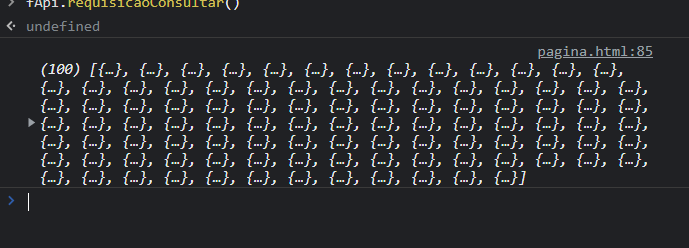 > fApi.requisicaoConsultar()
undefined
pagina.html:85
(100) [{…}, {…}, {…}, {…}, {…}, {…}, {…}, {…}, {…}, {…}, {…}, {…}, {…},
{…}, {…}, {…}, {…}, {…}, {…}, {…}, {…}, {…}, {…}, {…}, {…}, {…}, {…}, {…},
{…}, {…}, {…}, {…}, {…}, {…}, {…}, {…}, {…}, {…}, {…}, {…}, {…}, {…}, {…},
{…}, {…}, {…}, {…}, {…}, {…}, {…}, {…}, {…}, {…}, {…}, {…}, {…}, {…}, {…},
{…}, {…}, {…}, {…}, {…}, {…}, {…}, {…}, {…}, {…}, {…}, {…}, {…}, {…}, {…},
{…}, {…}, {…}, {…}, {…}, {…}, {…}, {…}, {…}, {…}, {…}, {…}, {…}, {…}, {…},
{…}, {…}, {…}, {…}, {…}, {…}, {…}, {…}, {…}, {…}, {…}, {…}]
>